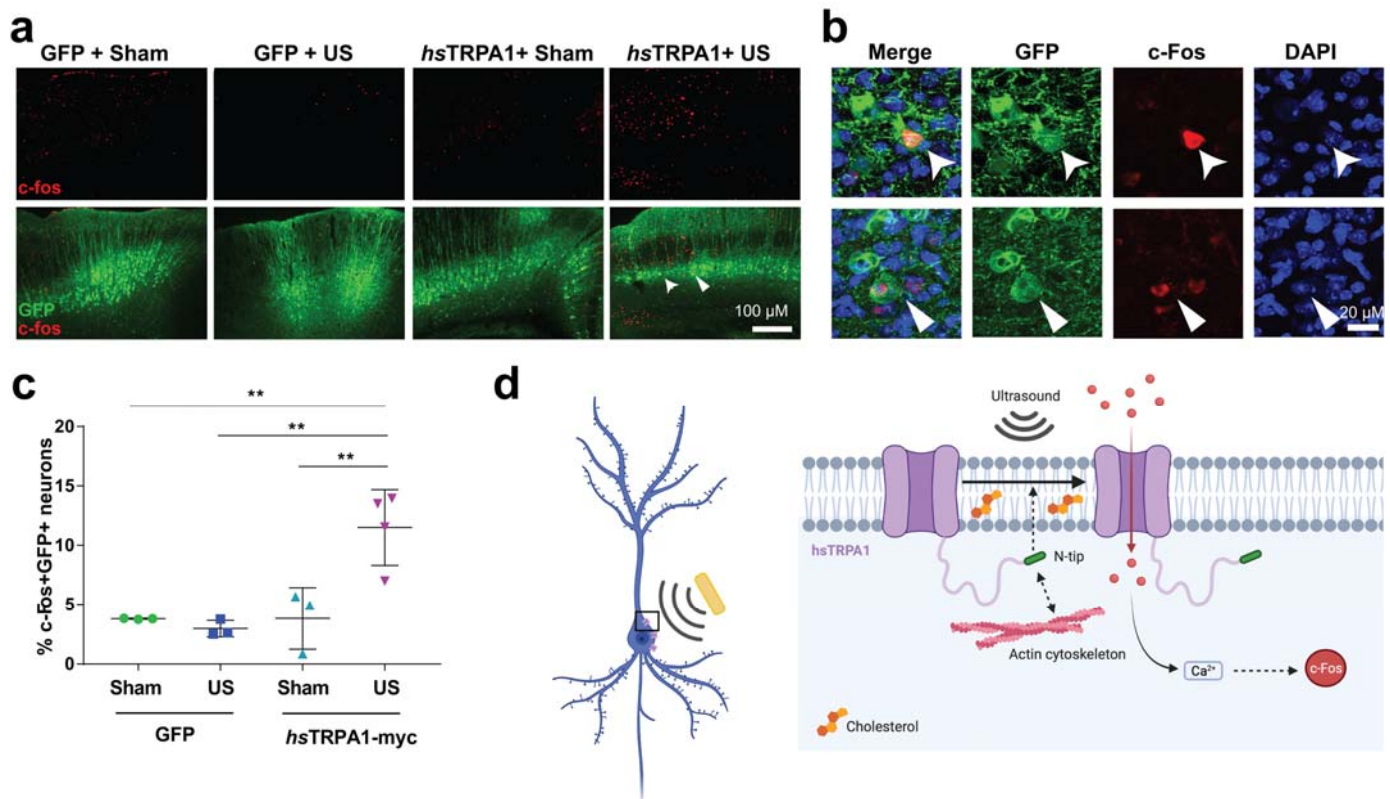 a
GFP + Sham
GFP + US
hsTRPA1+ Sham
hsTRPA1+ US
c-fos
GFP
c-fos
100 µM
b
Merge
GFP
c-Fos
DAPI
20 µM
c
**
**
**
% c-Fos+GFP+ neurons
20
15
10
5
0
Sham
US
Sham
US
GFP
hsTRPA1-myc
d
Ultrasound
hsTRPA1
N-tip
Actin cytoskeleton
Ca²⁺
c-Fos
Cholesterol